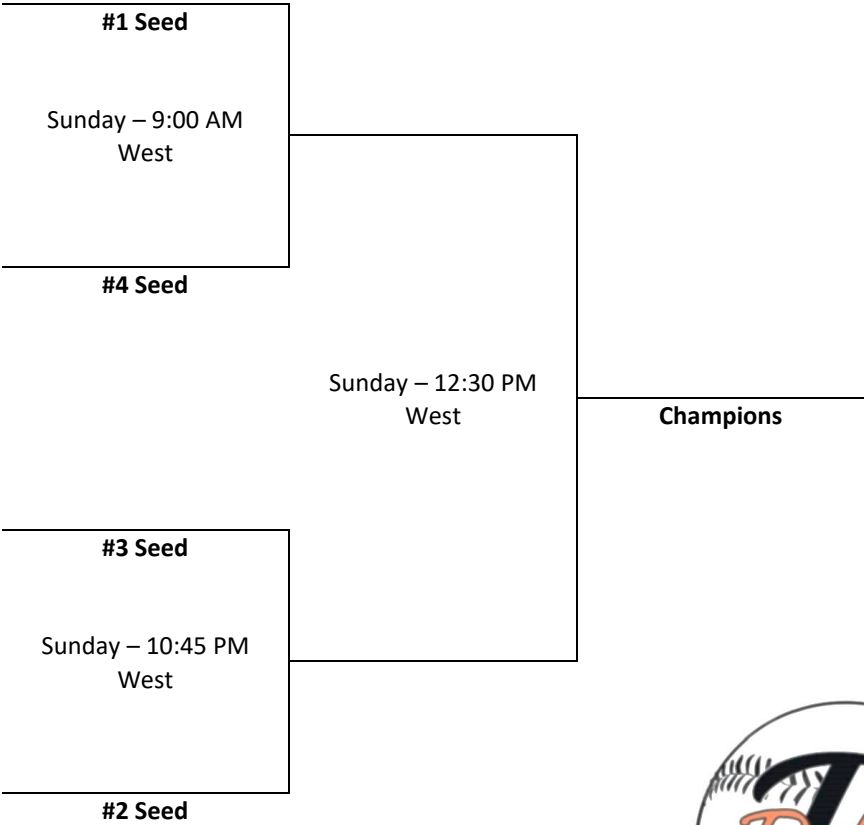 #1 Seed
Sunday – 9:00 AM
West
#4 Seed
Sunday – 12:30 PM
West
Champions
#3 Seed
Sunday – 10:45 PM
West
#2 Seed